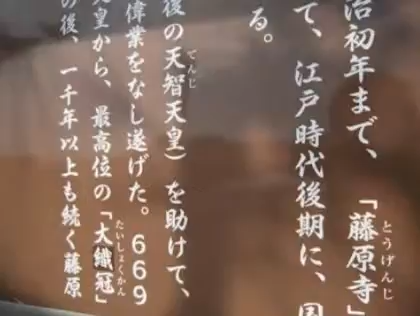 治初年まで、「藤原寺」
て、江戸時代後期に、国
る。
後の天智天皇）を助けて、
偉業をなし遂げた。669
天皇から、最高位の「大織冠」
の後、一千年以上も続く藤原